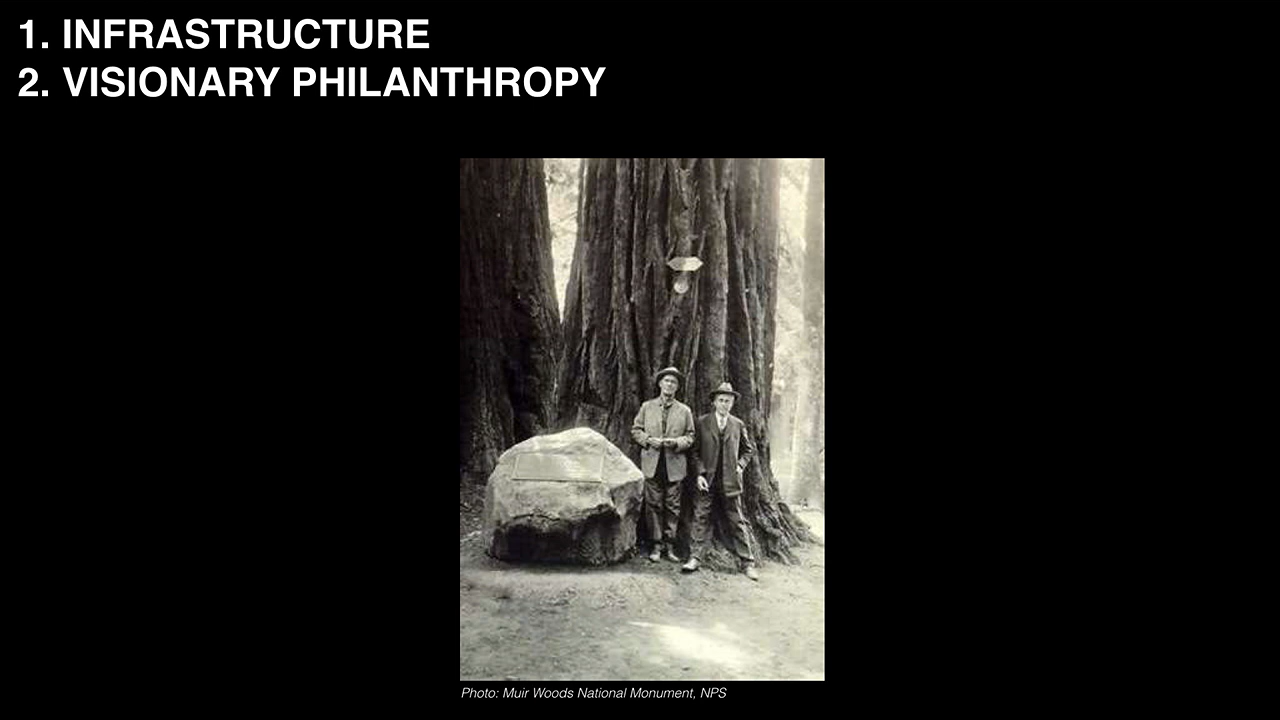 1. INFRASTRUCTURE
2. VISIONARY PHILANTHROPY
Photo: Muir Woods National Monument, NPS